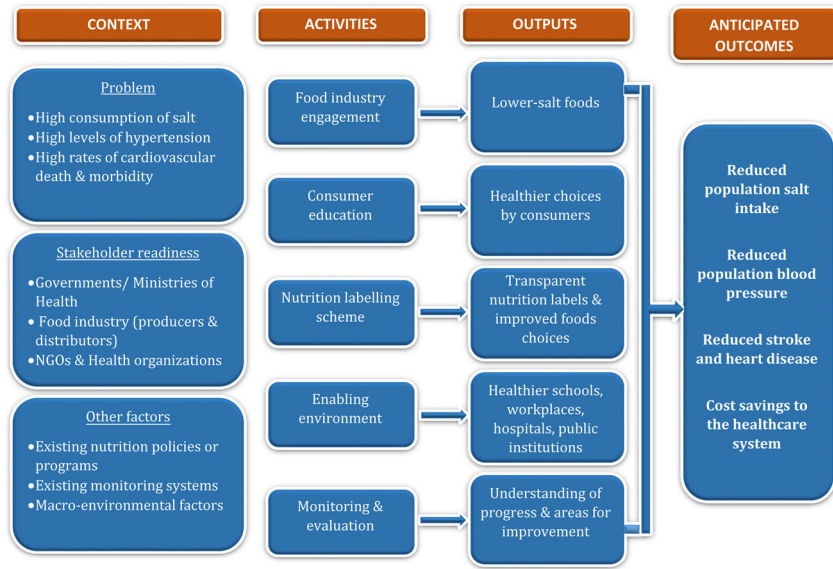 CONTEXT
Problem
•High consumption of salt
•High levels of hypertension
•High rates of cardiovascular
death & morbidity
Stakeholder readiness
•Governments/ Ministries of
Health
• Food industry (producers &
distributors)
•NGOs & Health organizations
Other factors
•Existing nutrition policies or
programs
•Existing monitoring systems
•Macro-environmental factors
ACTIVITIES
Food industry
engagement
Consumer
education
Nutrition labelling
scheme
Enabling
environment
Monitoring &
evaluation
OUTPUTS
Lower-salt foods
Healthier choices
by consumers
Transparent
nutrition labels &
improved foods
choices
Healthier schools,
workplaces,
hospitals, public
institutions
Understanding of
progress & areas for
improvement
ANTICIPATED
OUTCOMES
Reduced
population salt
intake
Reduced
population blood
pressure
Reduced stroke
and heart disease
Cost savings to
the healthcare
system